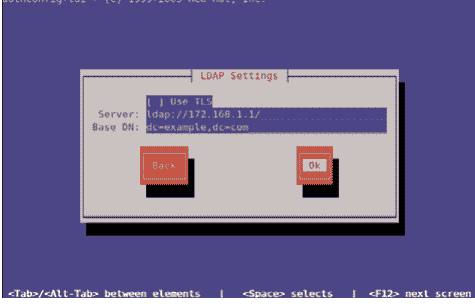 authconfig-tui - (c) 1999-2005 Red Hat, Inc.
LDAP Settings
[ ] Use TLS
Server: ldap://172.168.1.1/
Base DN: dc=example,dc=com
Back Ok
<Tab>/<Alt-Tab> between elements | <Space> selects | <F12> next screen